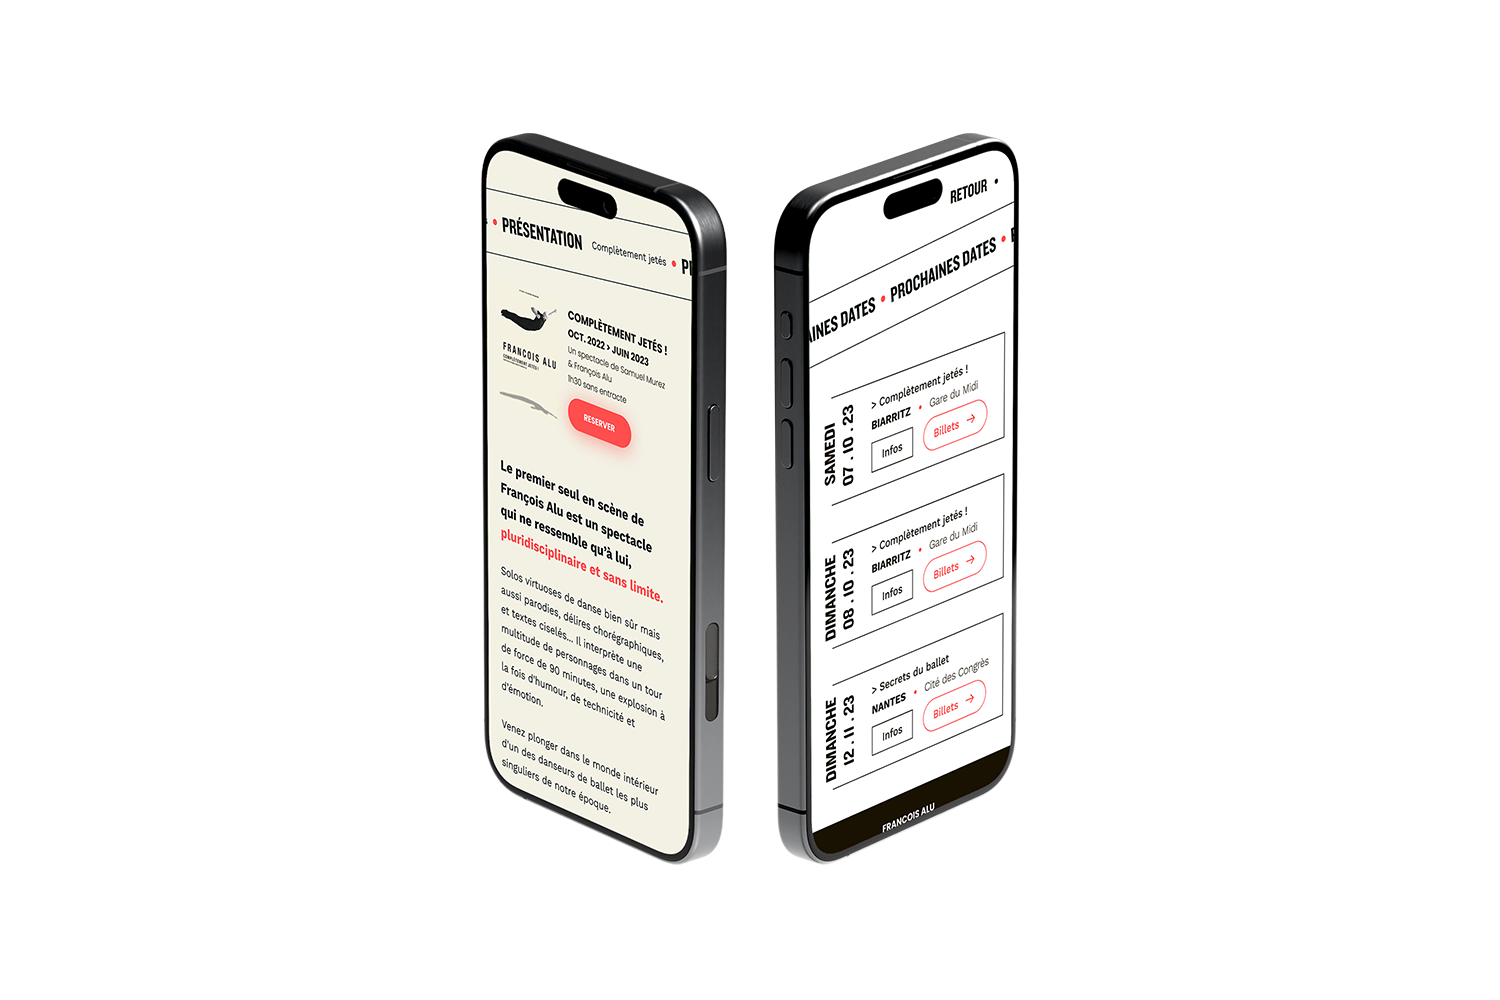 PRÉSENTATION Complètement jetés
FRANCOIS ALU
COMPLÈTEMENT JETÉS !
COMPLÈTEMENT JETÉS !
OCT. 2022 > JUIN 2023
Un spectacle de Samuel Murez
& François Alu
1h30 sans entracte
RESERVER
Le premier seul en scène de
François Alu est un spectacle
qui ne ressemble qu'à lui,
pluridisciplinaire et sans limite.
Solos virtuoses de danse bien sûr mais
aussi parodies, délires chorégraphiques,
et textes ciselés... Il interprète une
multitude de personnages dans un tour
de force de 90 minutes, une explosion à
la fois d'humour, de technicité et
d'émotion.
Venez plonger dans le monde intérieur
d'un des danseurs de ballet les plus
singuliers de notre époque.
RETOUR •
AINES DATES • PROCHAINES DATES •
SAMEDI
07 . 10 . 23
> Complètement jetés !
BIARRITZ • Gare du Midi
Infos
Billets →
DIMANCHE
08 . 10 . 23
> Complètement jetés !
BIARRITZ • Gare du Midi
Infos
Billets →
DIMANCHE
12 . 11 . 23
> Secrets du ballet
NANTES • Cité des Congrès
Infos
Billets →
FRANCOIS ALU